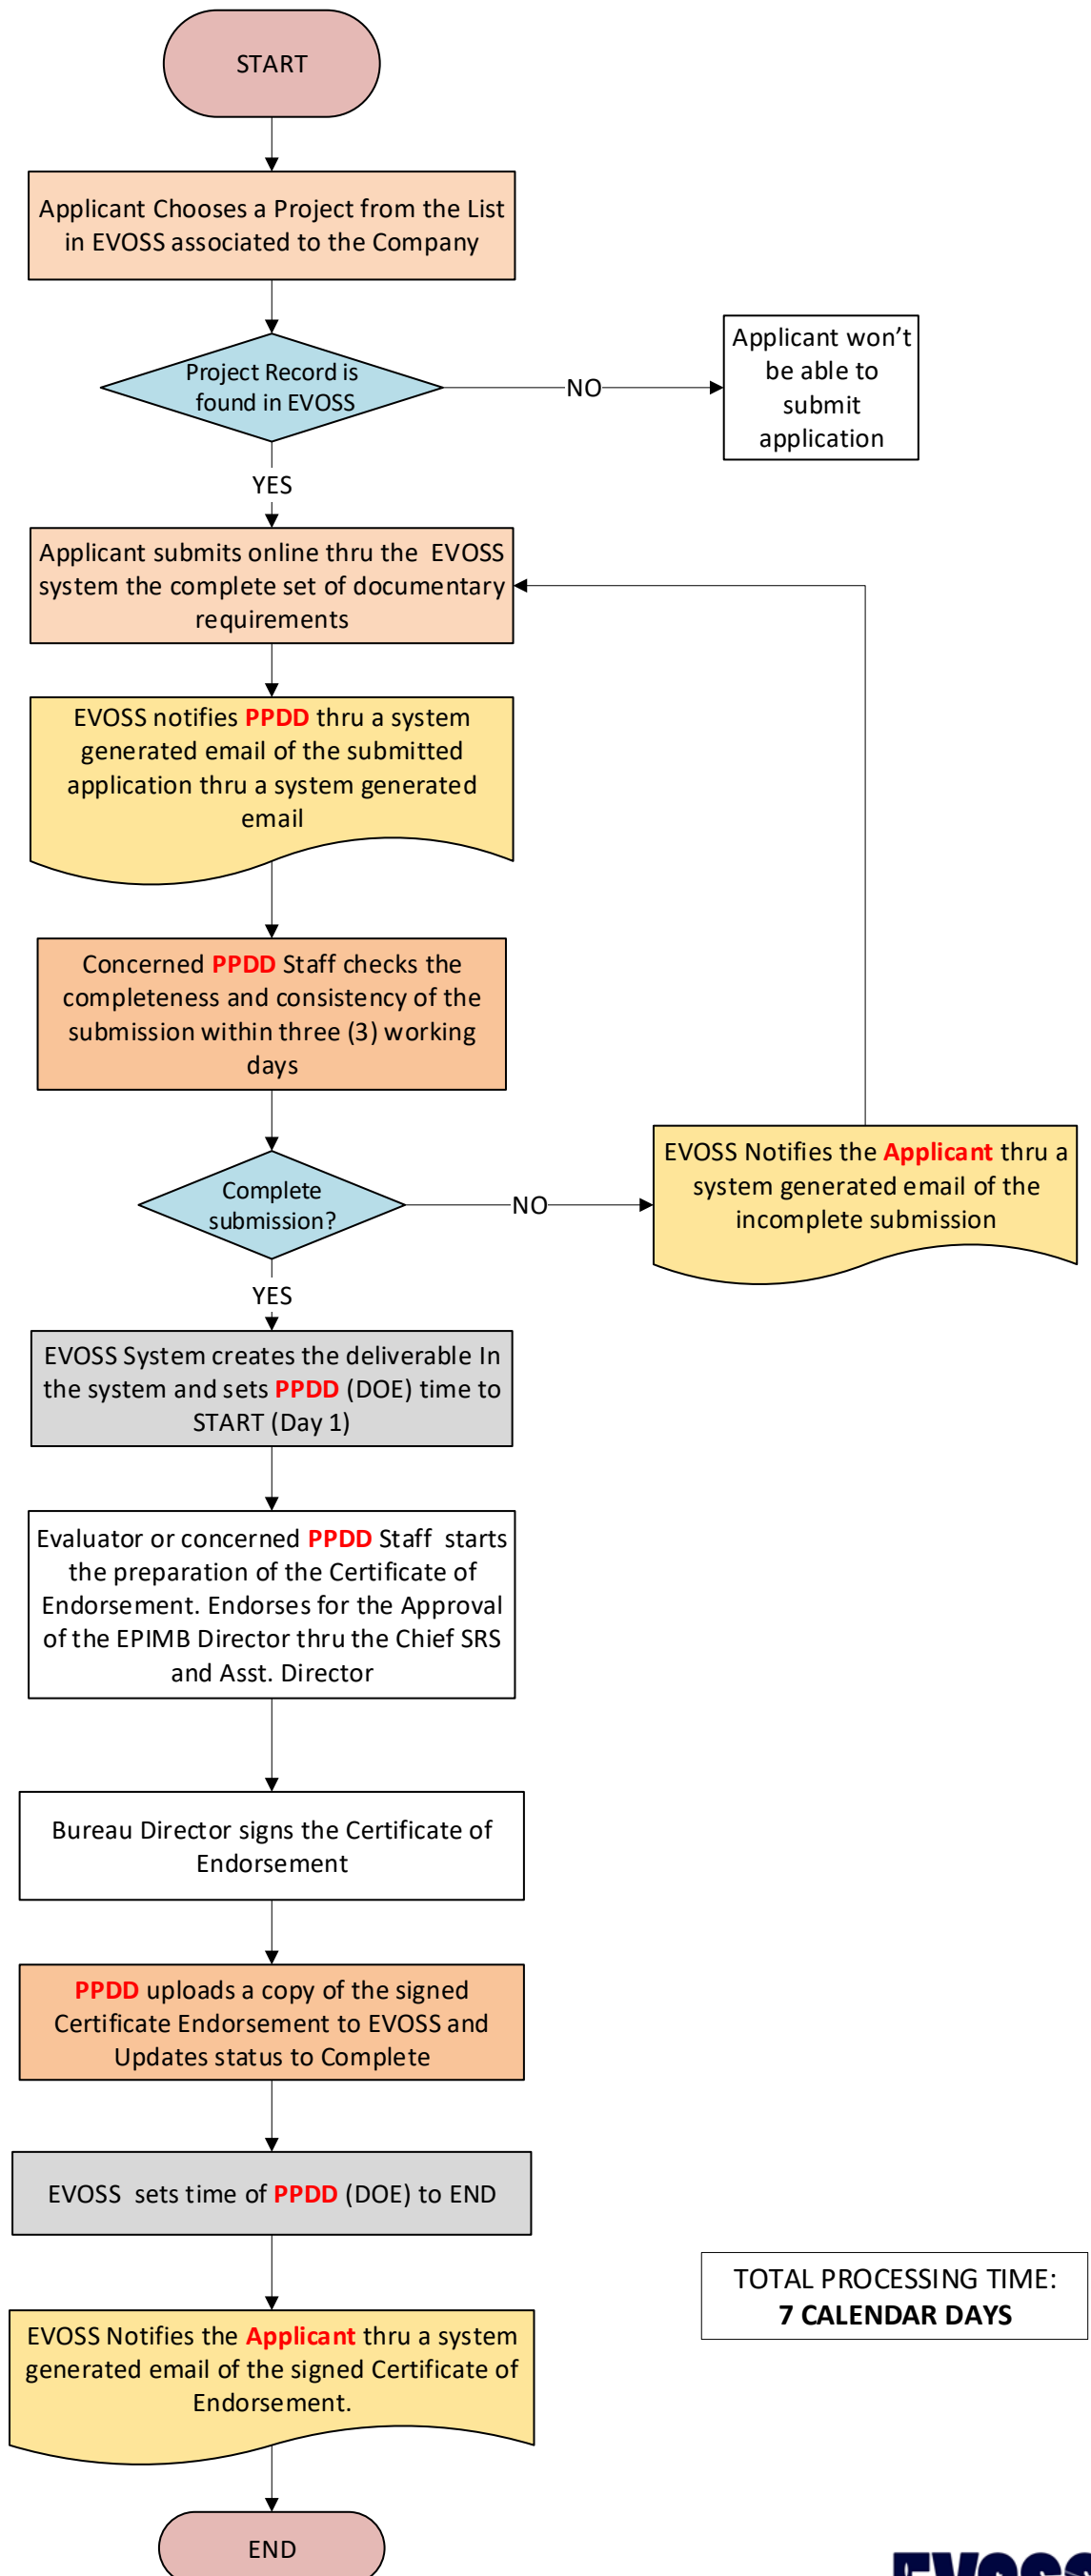 START
Applicant Chooses a Project from the List
in EVOSS associated to the Company
Project Record is
found in EVOSS
NO
Applicant won’t
be able to
submit
application
YES
Applicant submits online thru the EVOSS
system the complete set of documentary
requirements
EVOSS notifies PPDD thru a system
generated email of the submitted
application thru a system generated
email
Concerned PPDD Staff checks the
completeness and consistency of the
submission within three (3) working
days
Complete
submission?
NO
EVOSS Notifies the Applicant thru a
system generated email of the
incomplete submission
YES
EVOSS System creates the deliverable In
the system and sets PPDD (DOE) time to
START (Day 1)
Evaluator or concerned PPDD Staff starts
the preparation of the Certificate of
Endorsement. Endorses for the Approval
of the EPIMB Director thru the Chief SRS
and Asst. Director
Bureau Director signs the Certificate of
Endorsement
PPDD uploads a copy of the signed
Certificate Endorsement to EVOSS and
Updates status to Complete
EVOSS sets time of PPDD (DOE) to END
TOTAL PROCESSING TIME:
7 CALENDAR DAYS
EVOSS Notifies the Applicant thru a system
generated email of the signed Certificate of
Endorsement.
END
EVOSS